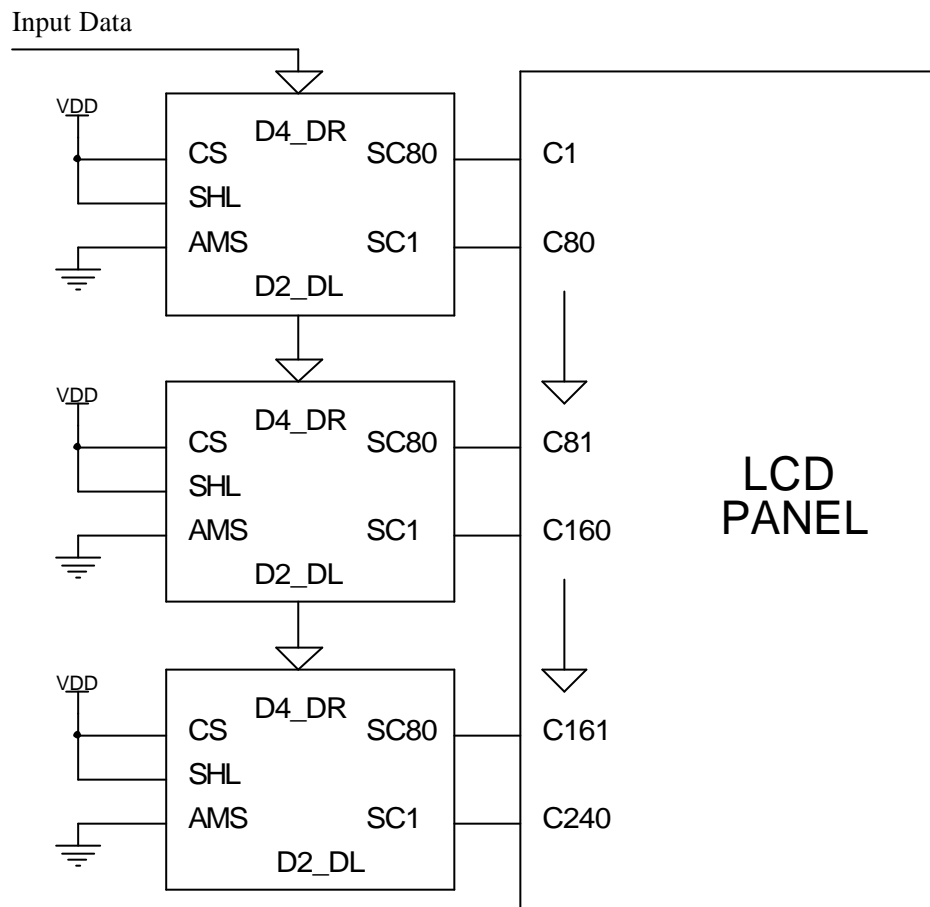 Input Data
VDD
D4_DR
CS SC80 C1
SHL
AMS SC1 C80
D2_DL
VDD
D4_DR
CS SC80 C81
SHL
AMS SC1 C160
D2_DL
LCD
PANEL
VDD
D4_DR
CS SC80 C161
SHL
AMS SC1 C240
D2_DL